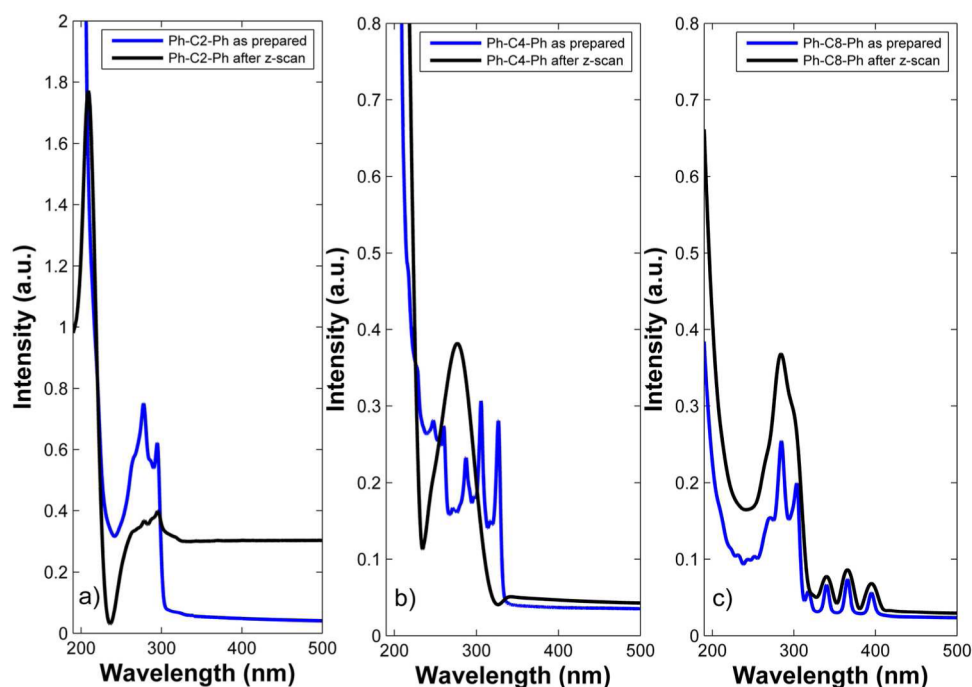 2
1.8
1.6
1.4
1.2
1
0.8
0.6
0.4
0.2
0
Intensity (a.u.)
Ph-C2-Ph as prepared
Ph-C2-Ph after z-scan
a)
200 300 400 500
Wavelength (nm)
0.8
0.7
0.6
0.5
0.4
0.3
0.2
0.1
0
Intensity (a.u.)
Ph-C4-Ph as prepared
Ph-C4-Ph after z-scan
b)
200 300 400 500
Wavelength (nm)
0.8
0.7
0.6
0.5
0.4
0.3
0.2
0.1
0
Intensity (a.u.)
Ph-C8-Ph as prepared
Ph-C8-Ph after z-scan
c)
200 300 400 500
Wavelength (nm)